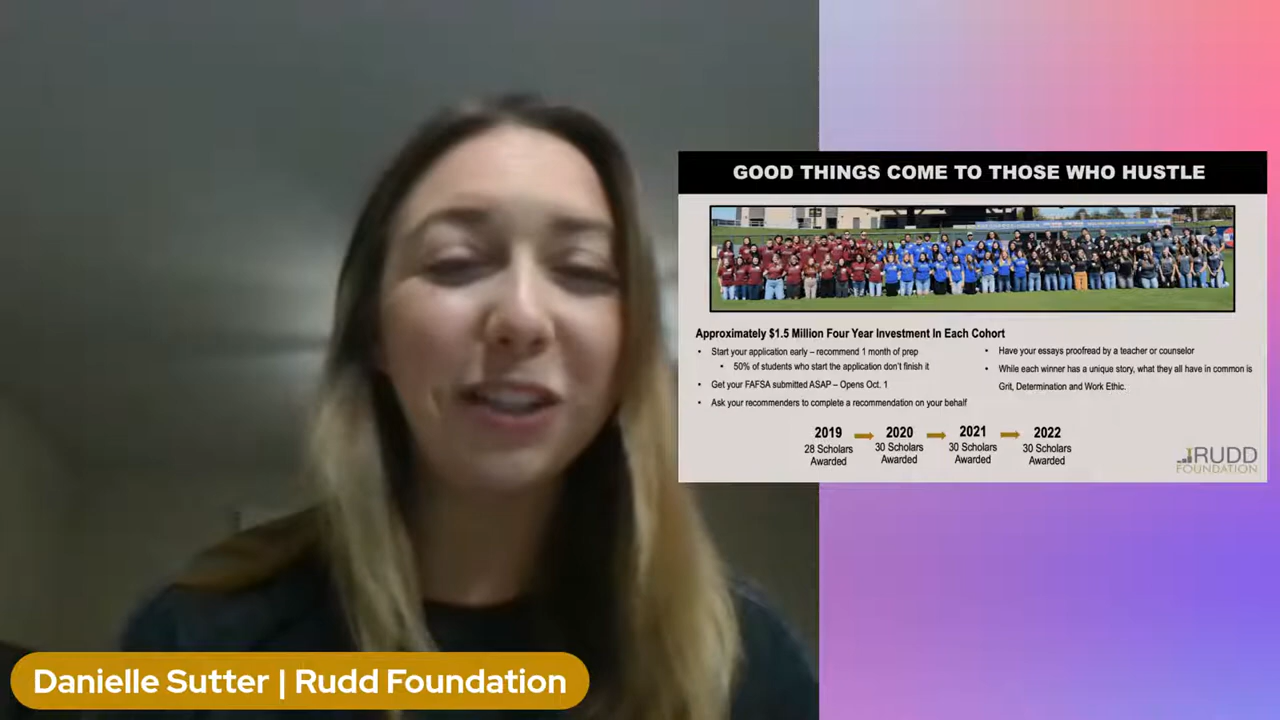 GOOD THINGS COME TO THOSE WHO HUSTLE
Approximately $1.5 Million Four Year Investment In Each Cohort
• Start your application early – recommend 1 month of prep
• 50% of students who start the application don't finish it
• Get your FAFSA submitted ASAP – Opens Oct. 1
• Ask your recommenders to complete a recommendation on your behalf
• Have your essays proofread by a teacher or counselor
• While each winner has a unique story, what they all have in common is
Grit, Determination and Work Ethic.
2019
28 Scholars
Awarded
2020
30 Scholars
Awarded
2021
30 Scholars
Awarded
2022
30 Scholars
Awarded
RUDD
FOUNDATION
Danielle Sutter | Rudd Foundation